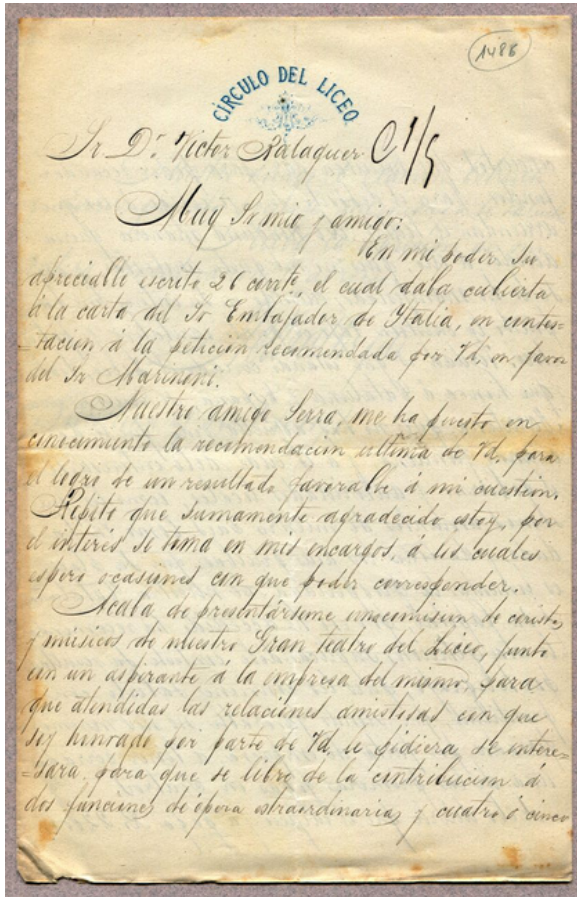 1486
CÍRCULO DEL LICEO
Sr Dn Victor Balaguer C 1/5
Muy Sr mio y amigo:
En mi poder su
apreciable escrito 26 corrte, el cual daba cubierta
á la carta del Sr Embajador de Italia, en contes-
=tacion á la peticion recomendada por Vd, en favor
del Sr Marinoni.
Nuestro amigo Serra, me ha puesto en
conocimiento la recomendacion ultima de Vd, para
el logro de un resultado favorable á mi cuestion.
Repito que sumamente agradecido estoy, por
el interés se toma en mis encargos, á los cuales
espero ocasiones con que poder corresponder.
Acaba de presentárseme una comision de coristas
y músicos de nuestro Gran Teatro del Liceo, junto
con un aspirante á la empresa del mismo, para
que atendidas las relaciones amistosas con que
soy honrado por parte de Vd, le pidiera se intere=
=sara, para que se libre de la contribucion á
dos funciones de ópera estraordinarias y cuatro ó cinco